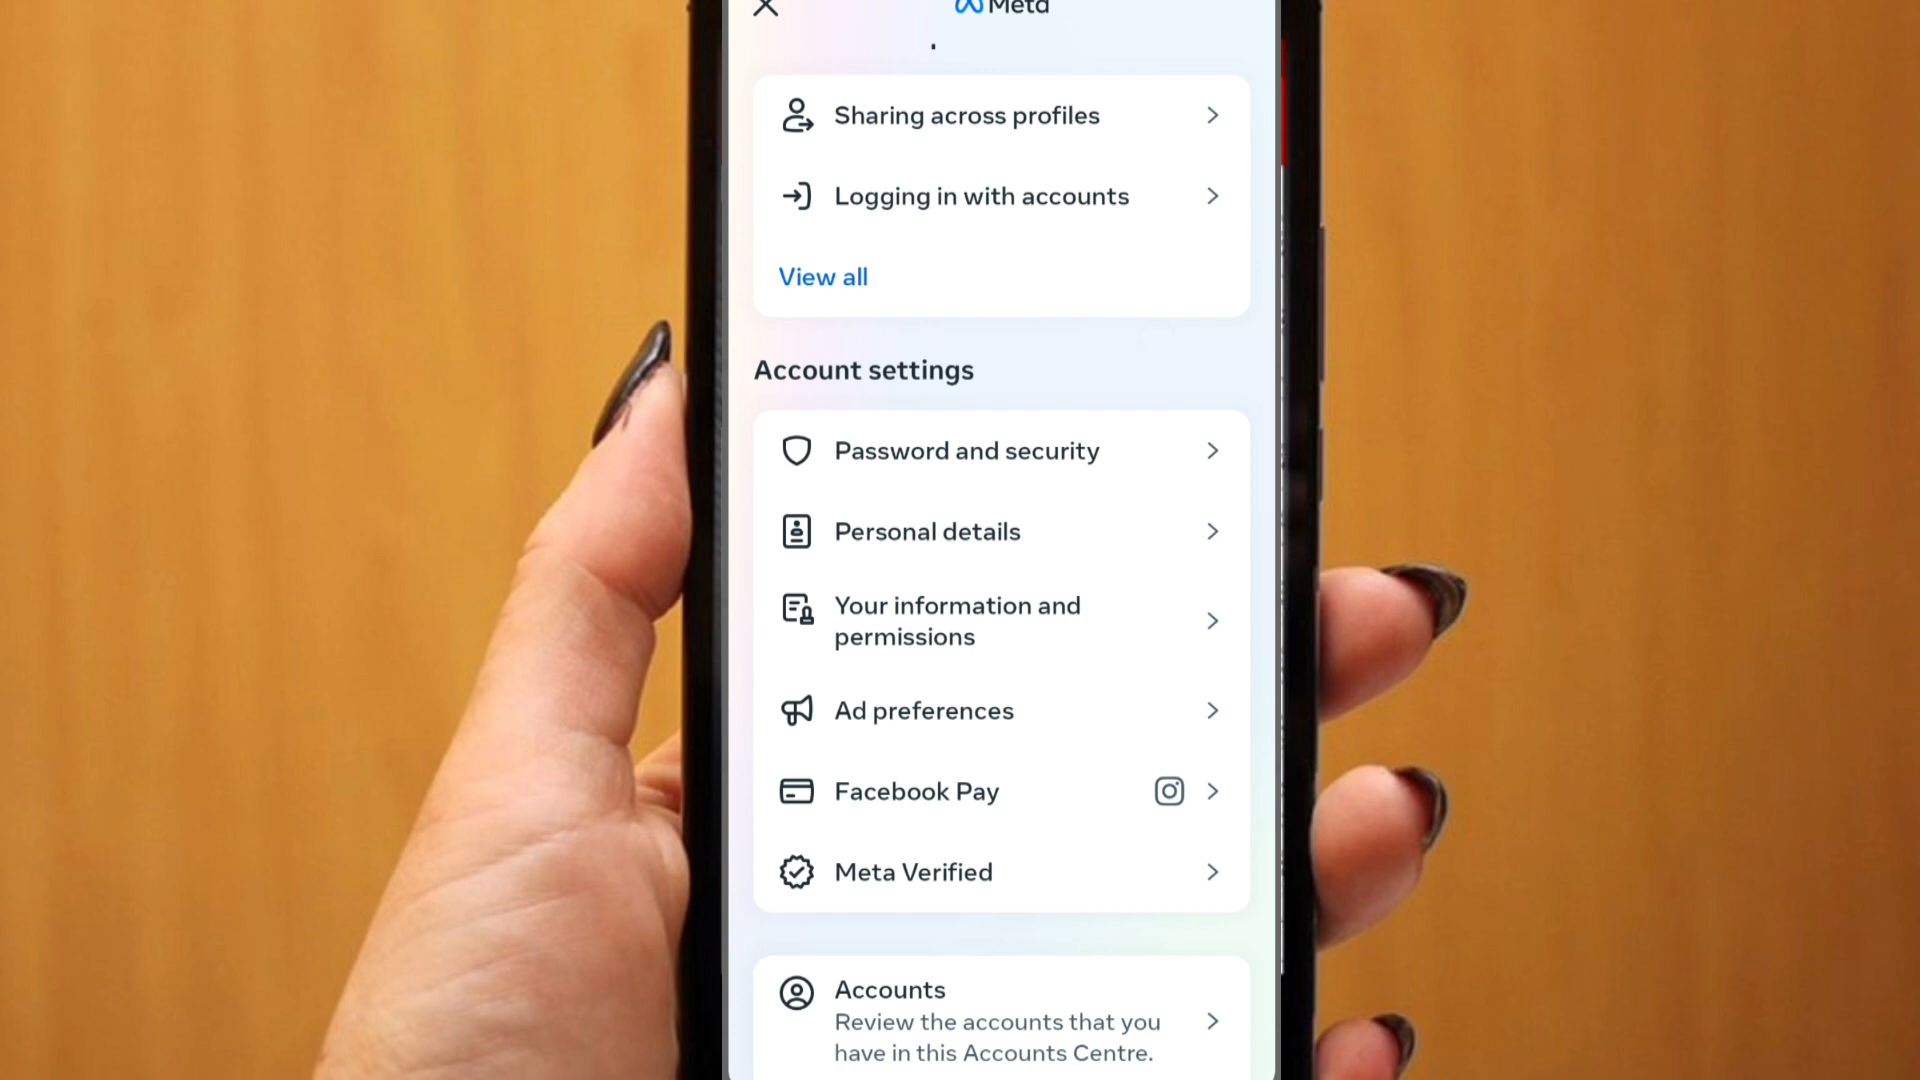 Meta
Sharing across profiles
Logging in with accounts
View all
Account settings
Password and security
Personal details
Your information and
permissions
Ad preferences
Facebook Pay
Meta Verified
Accounts
Review the accounts that you
have in this Accounts Centre.